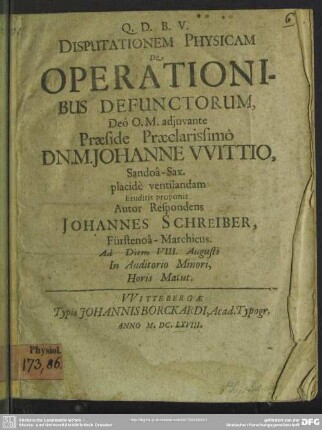 6
Q. D. B. V.
DISPUTATIONEM PHYSICAM
De
OPERATIONI-
BUS DEFUNCTORUM,
Deô O. M. adjuvante
Præside Præclarissimô
DN. M. JOHANNE VVITTIO,
Sandoâ-Sax.
placidè ventilandam
Eruditis proponit
Autor Respondens
JOHANNES SCHREIBER,
Fürstenoâ-Marchicus.
Ad Diem VIII. Augusti
In Auditorio Minori,
Horis Matut.
VVITTEBERGÆ
Typis JOHANNIS BORCKARDI, Acad. Typogr.
ANNO M. DC. LXVIII.
Physiol.
173,86.